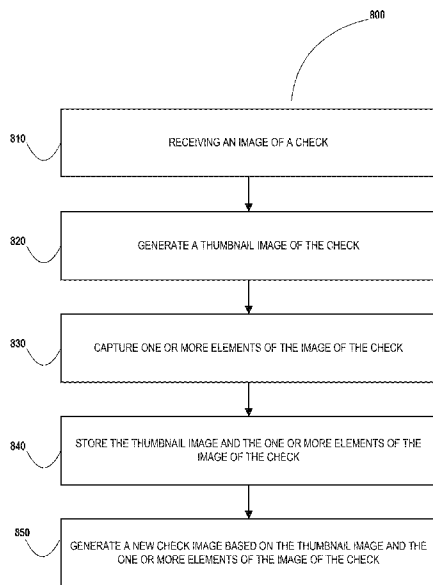 800
810
RECEIVING AN IMAGE OF A CHECK
820
GENERATE A THUMBNAIL IMAGE OF THE CHECK
830
CAPTURE ONE OR MORE ELEMENTS OF THE IMAGE OF THE CHECK
840
STORE THE THUMBNAIL IMAGE AND THE ONE OR MORE ELEMENTS OF THE
IMAGE OF THE CHECK
850
GENERATE A NEW CHECK IMAGE BASED ON THE THUMBNAIL IMAGE AND THE
ONE OR MORE ELEMENTS OF THE IMAGE OF THE CHECK